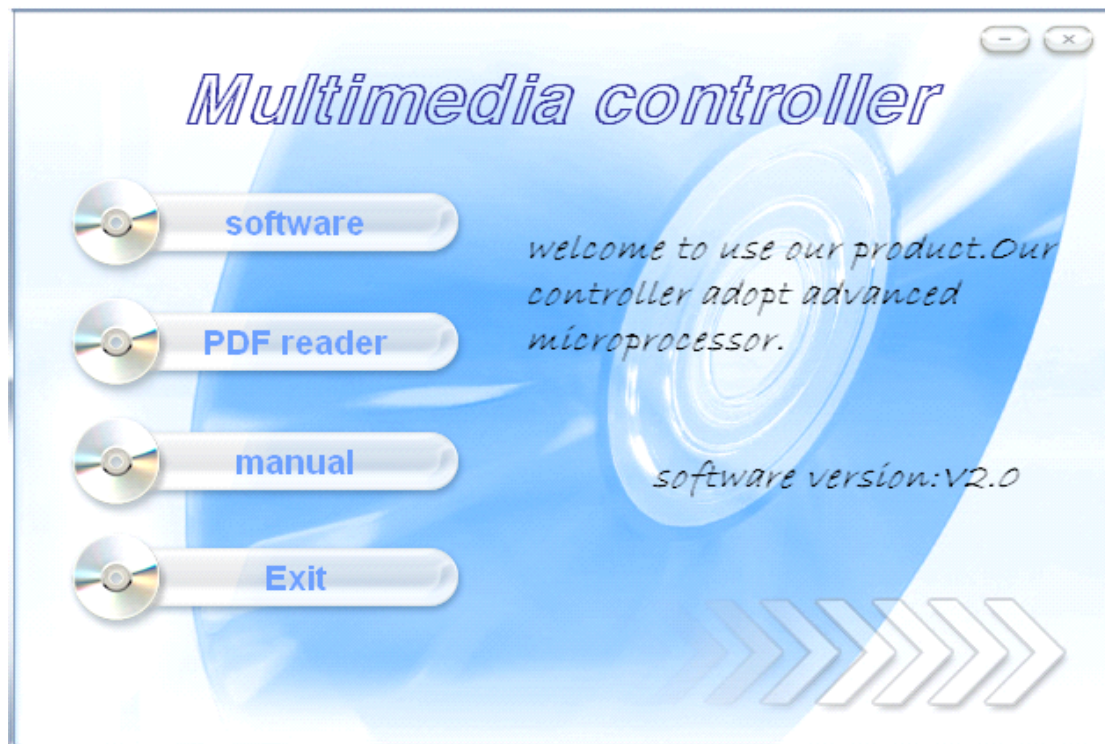 Multimedia controller
software
PDF reader
manual
Exit
welcome to use our product.Our
controller adopt advanced
microprocessor.
software version:V2.0